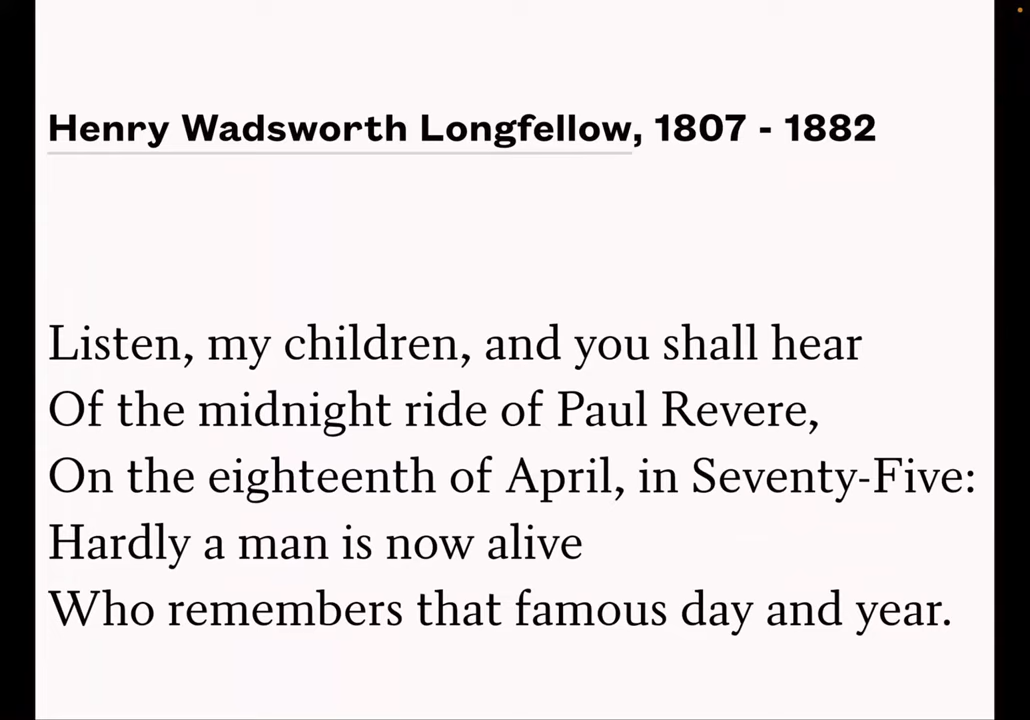 Henry Wadsworth Longfellow, 1807 - 1882
Listen, my children, and you shall hear
Of the midnight ride of Paul Revere,
On the eighteenth of April, in Seventy-Five:
Hardly a man is now alive
Who remembers that famous day and year.